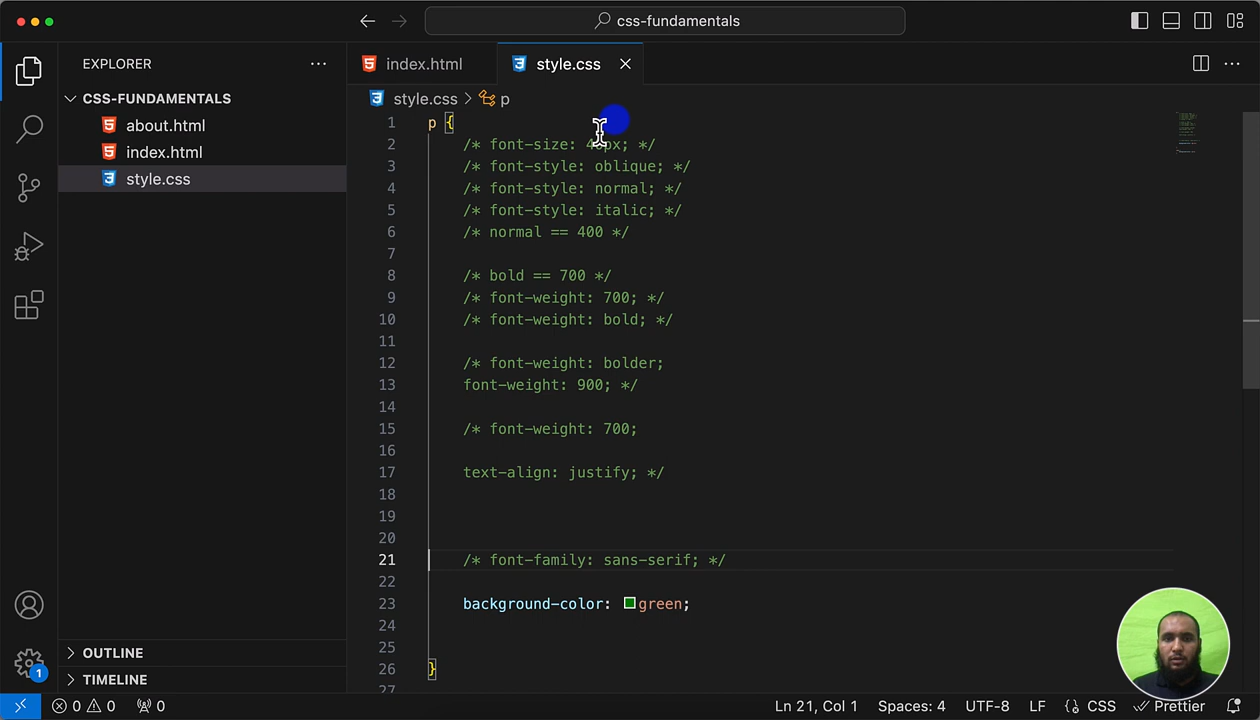 css-fundamentals
EXPLORER
index.html
style.css
CSS-FUNDAMENTALS
about.html
index.html
style.css
style.css > p
1 p {
2 /* font-size: px; */
3 /* font-style: oblique; */
4 /* font-style: normal; */
5 /* font-style: italic; */
6 /* normal == 400 */
7
8 /* bold == 700 */
9 /* font-weight: 700; */
10 /* font-weight: bold; */
11
12 /* font-weight: bolder;
13 font-weight: 900; */
14
15 /* font-weight: 700;
16
17 text-align: justify; */
18
19
20
21 /* font-family: sans-serif; */
22
23 background-color: green;
24
25
26 }
27
OUTLINE
TIMELINE
1
0 0 0
Ln 21, Col 1 Spaces: 4 UTF-8 LF {} CSS Prettier